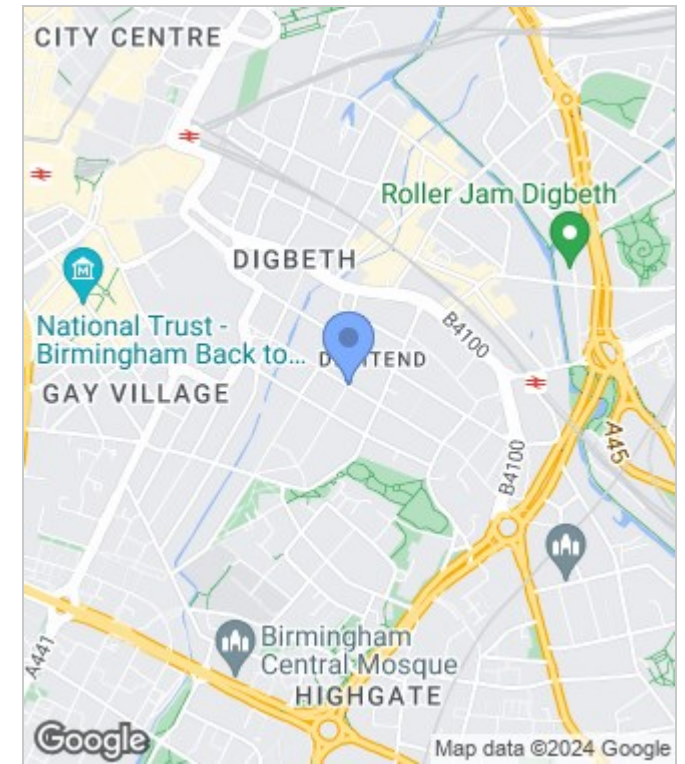 CITY CENTRE
Roller Jam Digbeth
DIGBETH
National Trust -
Birmingham Back to...
B4100
D TEND
GAY VILLAGE
A45
B4100
A441
Birmingham
Central Mosque
HIGHGATE
Google
Map data ©2024 Google